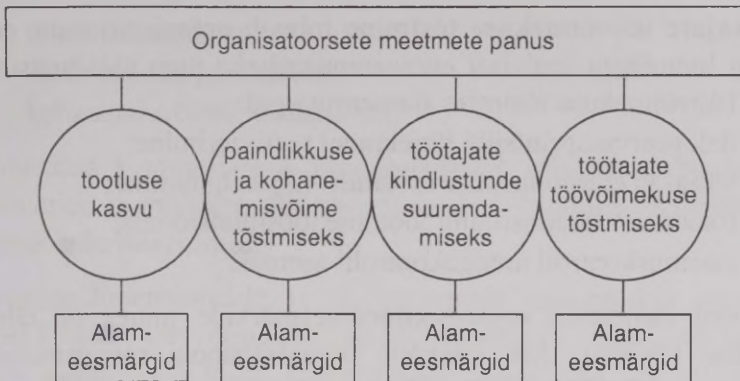 Organisatoorsete meetmete panus
tootluse
kasvu
paindlikkuse
ja kohane-
misvõime
tõstmiseks
töötajate
kindlustunde
suurenda-
miseks
töötajate
töövõimekuse
tõstmiseks
Alam-
eesmärgid
Alam-
eesmärgid
Alam-
eesmärgid
Alam-
eesmärgid